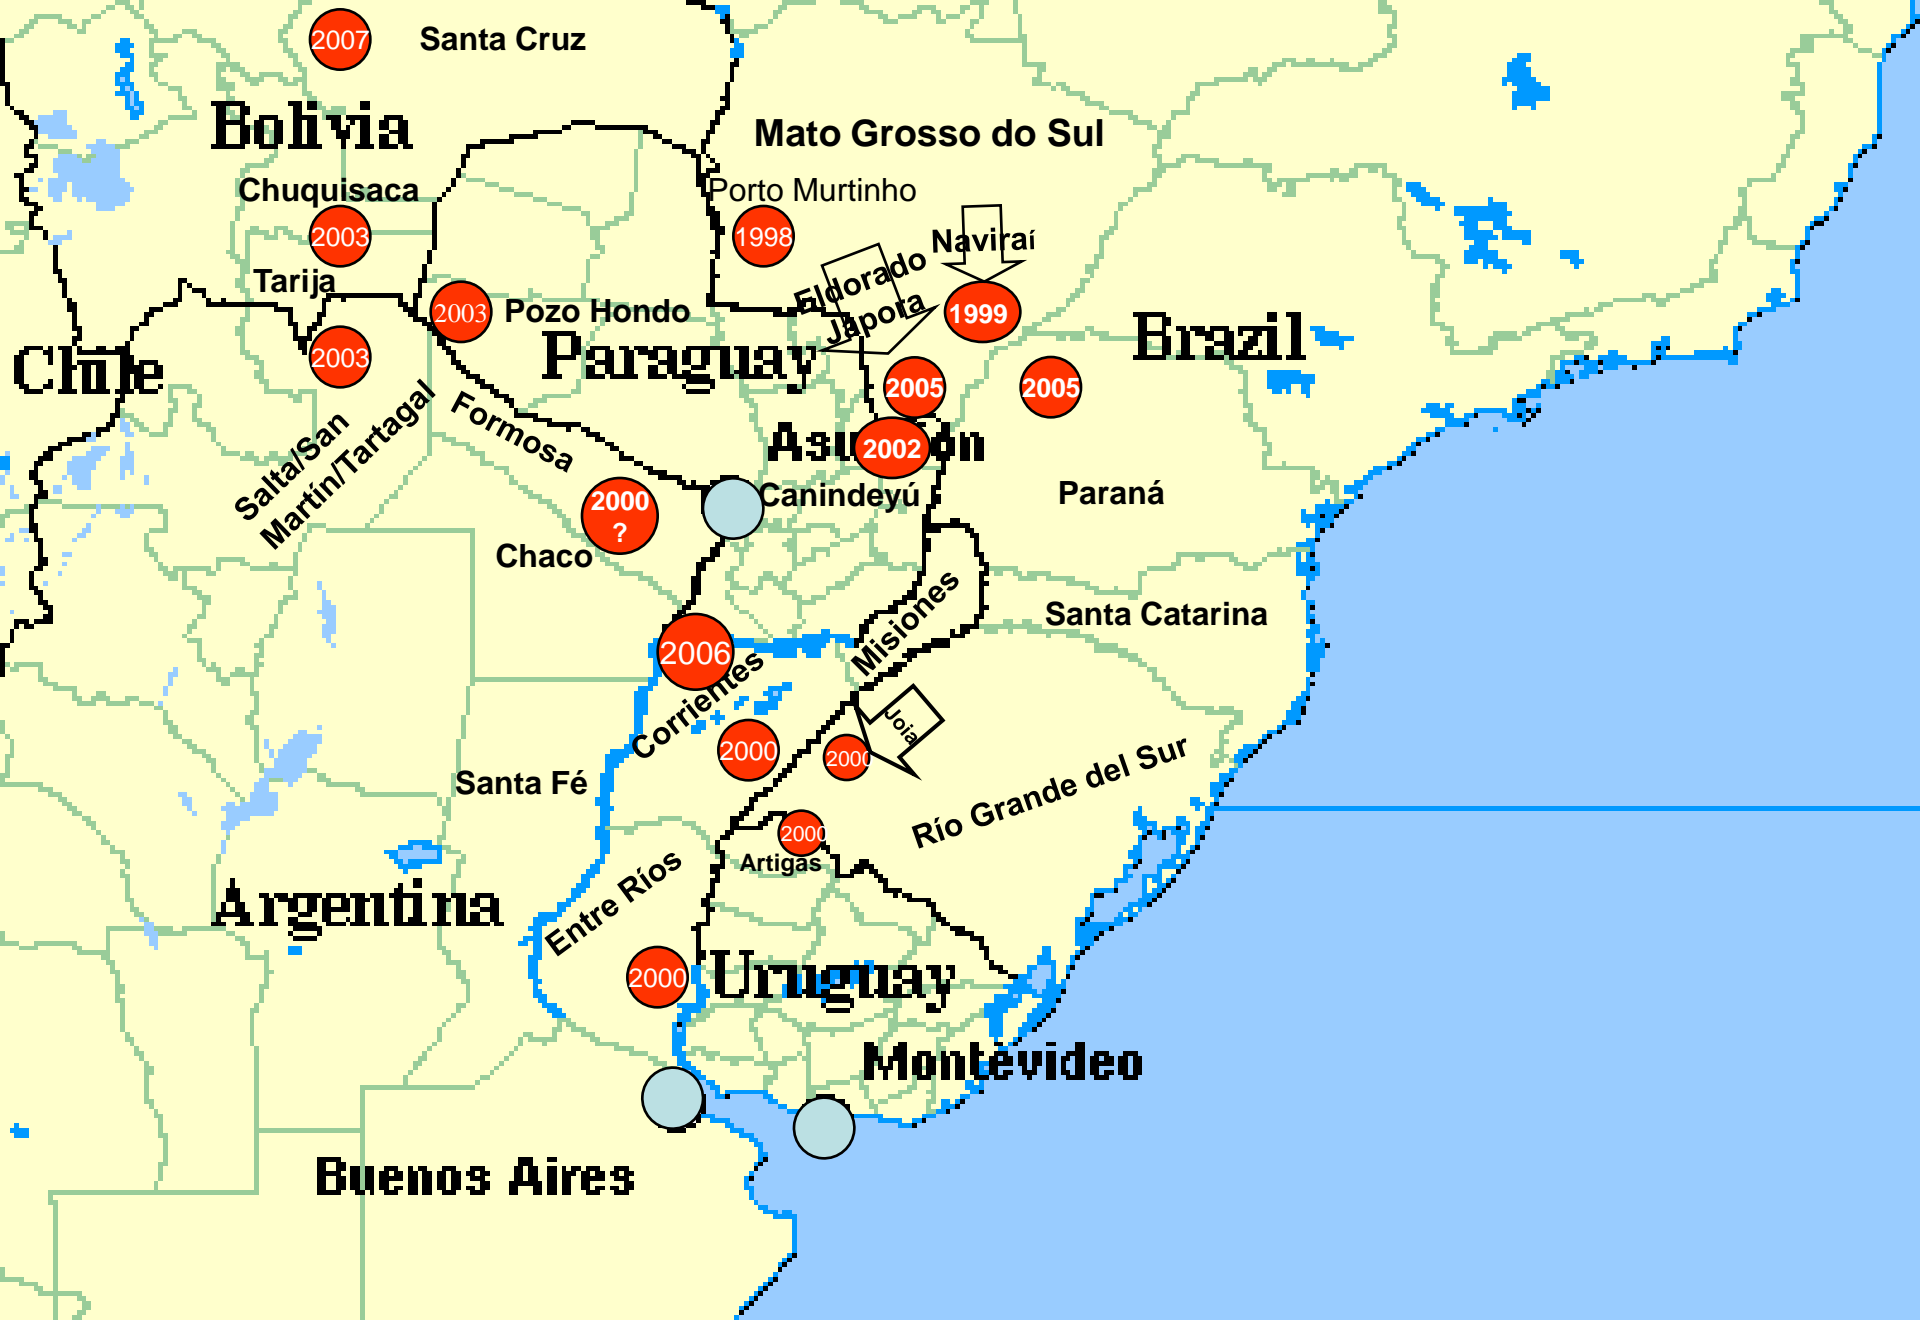 2007
Santa Cruz
Bolivia
Mato Grosso do Sul
Chuquisaca
Porto Murtinho
2003
1998
Naviraí
Tarija
Eldorado
Japora
2003
Pozo Hondo
1999
Brazil
Paraguay
Chile
2003
2005
2005
Formosa
Salta/San
Martín/Tartagal
2002
Canindeyú
Paraná
2000
?
Chaco
Misiones
Santa Catarina
2006
Corrientes
Joia
2000
2000
Santa Fé
Río Grande del Sur
2000
Artigas
Entre Ríos
Argentina
2000
Uruguay
Montevideo
Buenos Aires